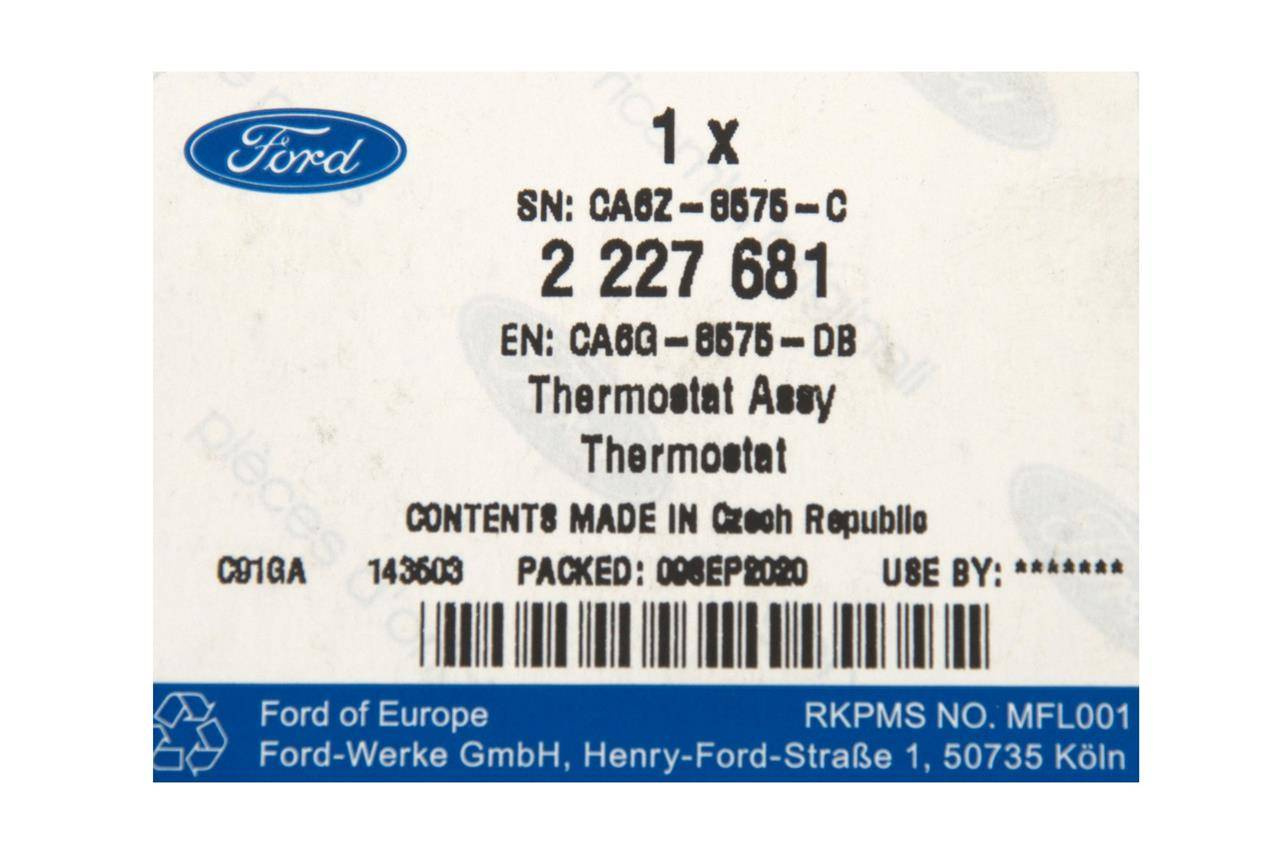 Ford
1 x
SN: CA6Z-8575-C
2 227 681
EN: CA6G-8575-DB
Thermostat Assy
Thermostat
CONTENTS MADE IN Czech Republic
C91GA 143503 PACKED: 09SEP2020 USE BY: *******
Ford of Europe RKPMS NO. MFL001
Ford-Werke GmbH, Henry-Ford-Straße 1, 50735 Köln